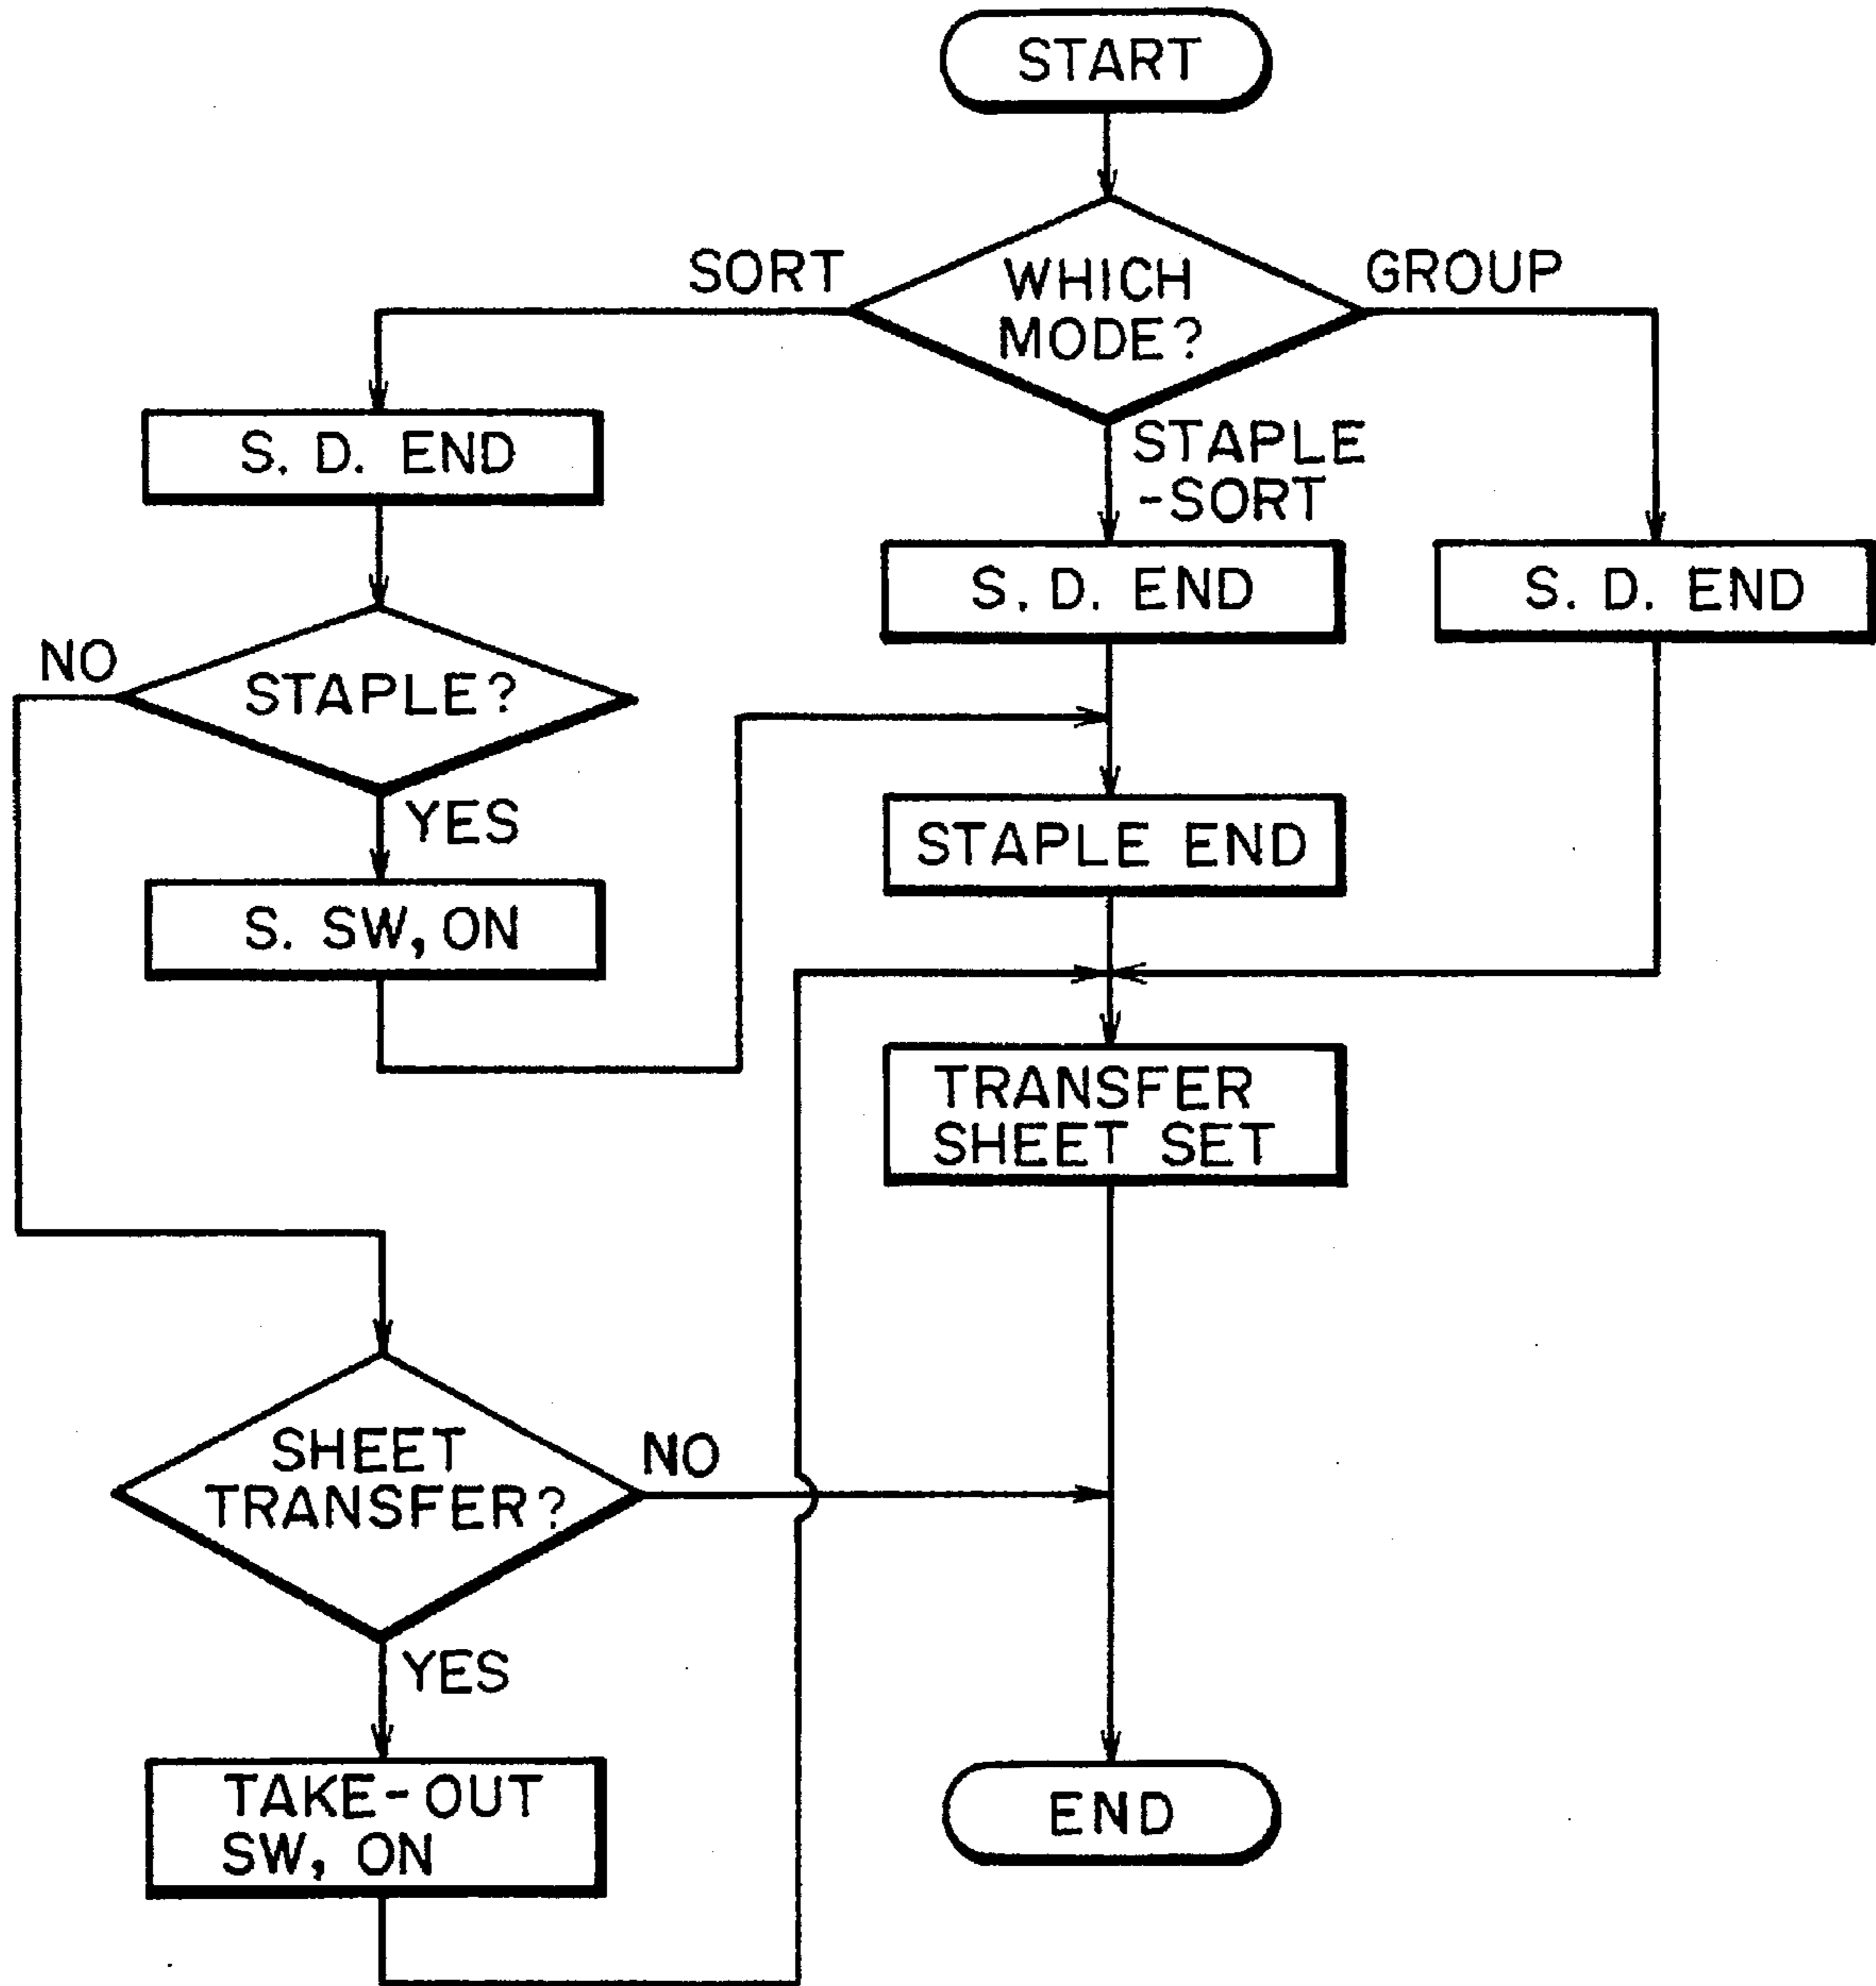 START
SORT
WHICH
MODE?
GROUP
S. D. END
STAPLE
-SORT
S. D. END
S. D. END
NO
STAPLE?
YES
STAPLE END
S. SW, ON
TRANSFER
SHEET SET
SHEET
TRANSFER?
NO
YES
TAKE-OUT
SW, ON
END